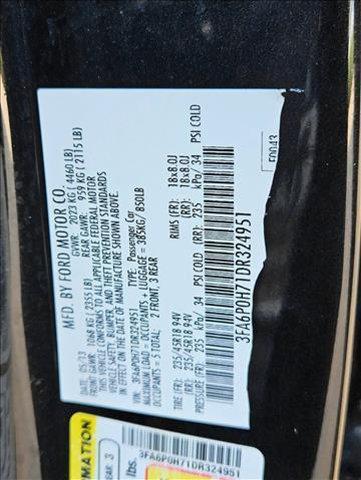 MFD. BY FORD MOTOR CO.
DATE: 05/13 GVWR: 2023 KG ( 4460 LB)
FRONT GAWR: 1068 KG ( 2355 LB) REAR GAWR: 959 KG ( 2115 LB)
THIS VEHICLE CONFORMS TO ALL APPLICABLE FEDERAL MOTOR
VEHICLE SAFETY, BUMPER, AND THEFT PREVENTION STANDARDS
IN EFFECT ON THE DATE OF MANUFACTURE SHOWN ABOVE.
VIN: 3FA6P0H71DR324951 TYPE: Passenger Car
MAXIMUM LOAD = OCCUPANTS + LUGGAGE = 385KG/ 850LB
OCCUPANTS = 5 TOTAL: 2 FRONT, 3 REAR
TIRE (FR): 235/45R18 94V RIMS (FR): 18x8.0J
(RR): 235/45R18 94V (RR): 18x8.0J
PRESSURE(FR): 235 kPa/ 34 PSI COLD (RR): 235 kPa/ 34 PSI COLD
3FA6P0H71DR324951
E0043
MATION
REAR 3
lbs.
3FA6P0H71DR324951